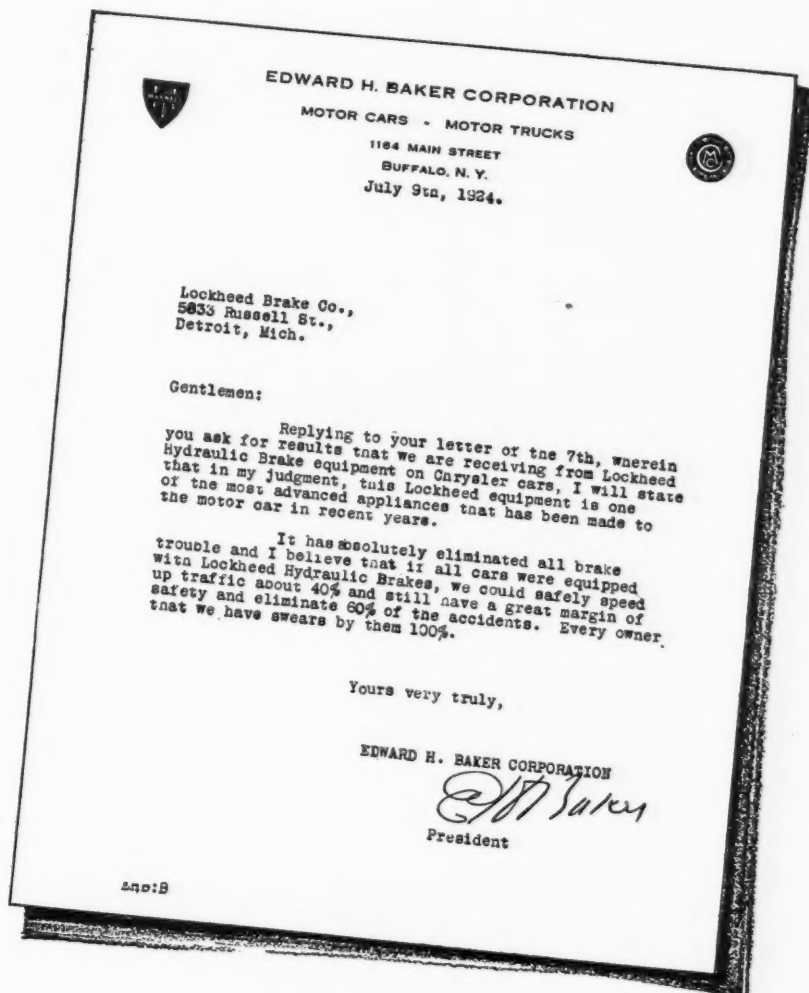 EDWARD H. BAKER CORPORATION
MOTOR CARS - MOTOR TRUCKS
1164 MAIN STREET
BUFFALO, N. Y.
July 9th, 1924.
Lockheed Brake Co.,
5833 Russell St.,
Detroit, Mich.
Gentlemen:
Replying to your letter of the 7th, wherein
you ask for results that we are receiving from Lockheed
Hydraulic Brake equipment on Chrysler cars, I will state
that in my judgment, this Lockheed equipment is one
of the most advanced appliances that has been made to
the motor car in recent years.
It has absolutely eliminated all brake
trouble and I believe that if all cars were equipped
with Lockheed Hydraulic Brakes, we could safely speed
up traffic about 40% and still have a great margin of
safety and eliminate 60% of the accidents. Every owner
that we have swears by them 100%.
Yours very truly,
EDWARD H. BAKER CORPORATION
E H Baker
President